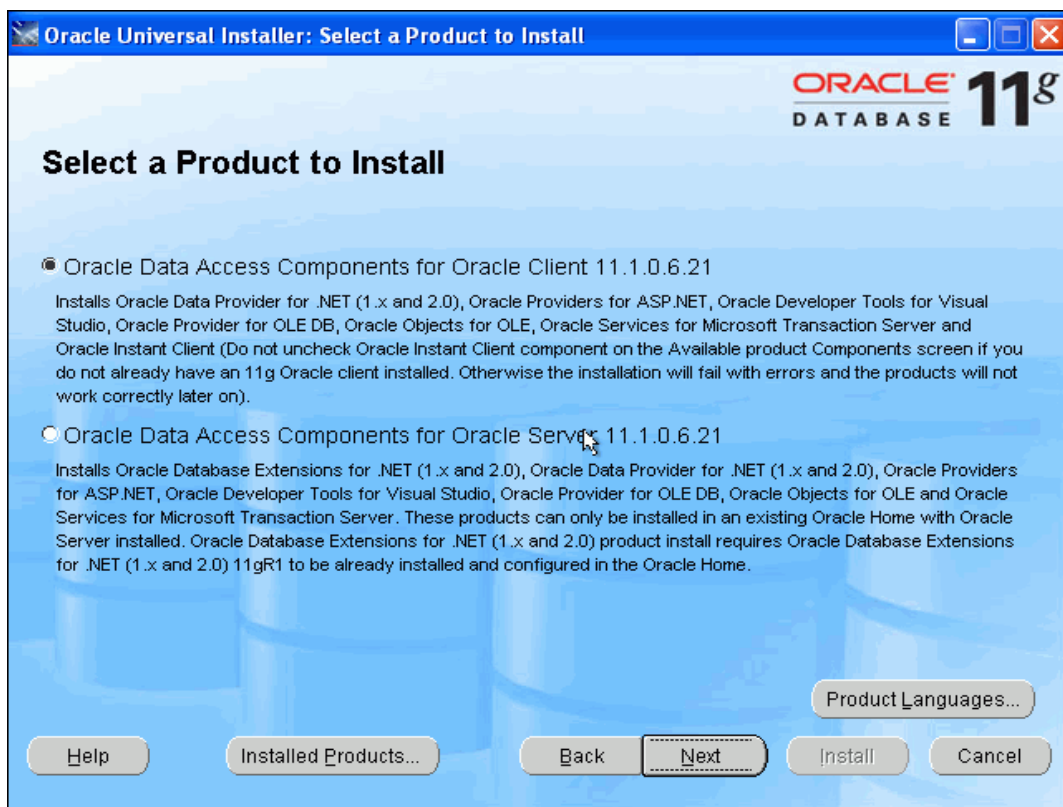 Oracle Universal Installer: Select a Product to Install
ORACLE 11g
DATABASE
Select a Product to Install
Oracle Data Access Components for Oracle Client 11.1.0.6.21
Installs Oracle Data Provider for .NET (1.x and 2.0), Oracle Providers for ASP.NET, Oracle Developer Tools for Visual
Studio, Oracle Provider for OLE DB, Oracle Objects for OLE, Oracle Services for Microsoft Transaction Server and
Oracle Instant Client (Do not uncheck Oracle Instant Client component on the Available product Components screen if you
do not already have an 11g Oracle client installed. Otherwise the installation will fail with errors and the products will not
work correctly later on).
Oracle Data Access Components for Oracle Server 11.1.0.6.21
Installs Oracle Database Extensions for .NET (1.x and 2.0), Oracle Data Provider for .NET (1.x and 2.0), Oracle Providers
for ASP.NET, Oracle Developer Tools for Visual Studio, Oracle Provider for OLE DB, Oracle Objects for OLE and Oracle
Services for Microsoft Transaction Server. These products can only be installed in an existing Oracle Home with Oracle
Server installed. Oracle Database Extensions for .NET (1.x and 2.0) product install requires Oracle Database Extensions
for .NET (1.x and 2.0) 11gR1 to be already installed and configured in the Oracle Home.
Product Languages...
Help Installed Products... Back Next Install Cancel